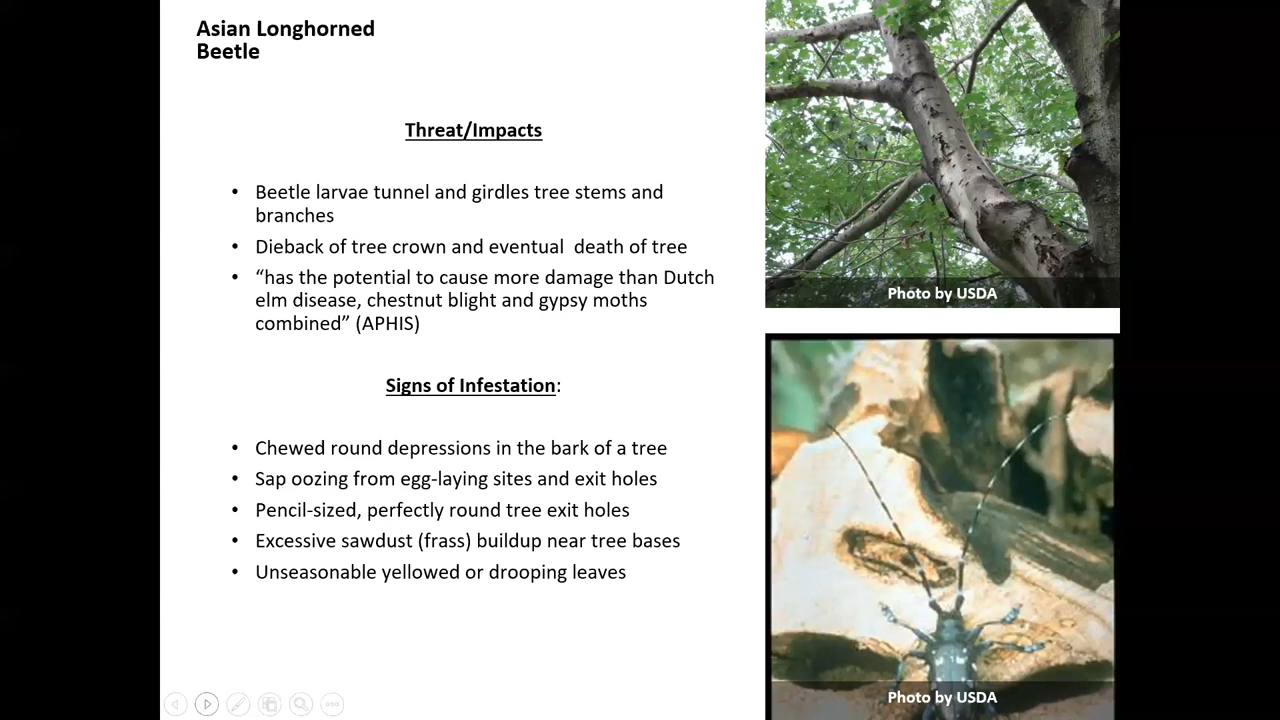 Asian Longhorned
Beetle
Threat/Impacts
• Beetle larvae tunnel and girdles tree stems and
branches
• Dieback of tree crown and eventual  death of tree
• “has the potential to cause more damage than Dutch
elm disease, chestnut blight and gypsy moths
combined” (APHIS)
Signs of Infestation:
• Chewed round depressions in the bark of a tree
• Sap oozing from egg-laying sites and exit holes
• Pencil-sized, perfectly round tree exit holes
• Excessive sawdust (frass) buildup near tree bases
• Unseasonable yellowed or drooping leaves
Photo by USDA
Photo by USDA